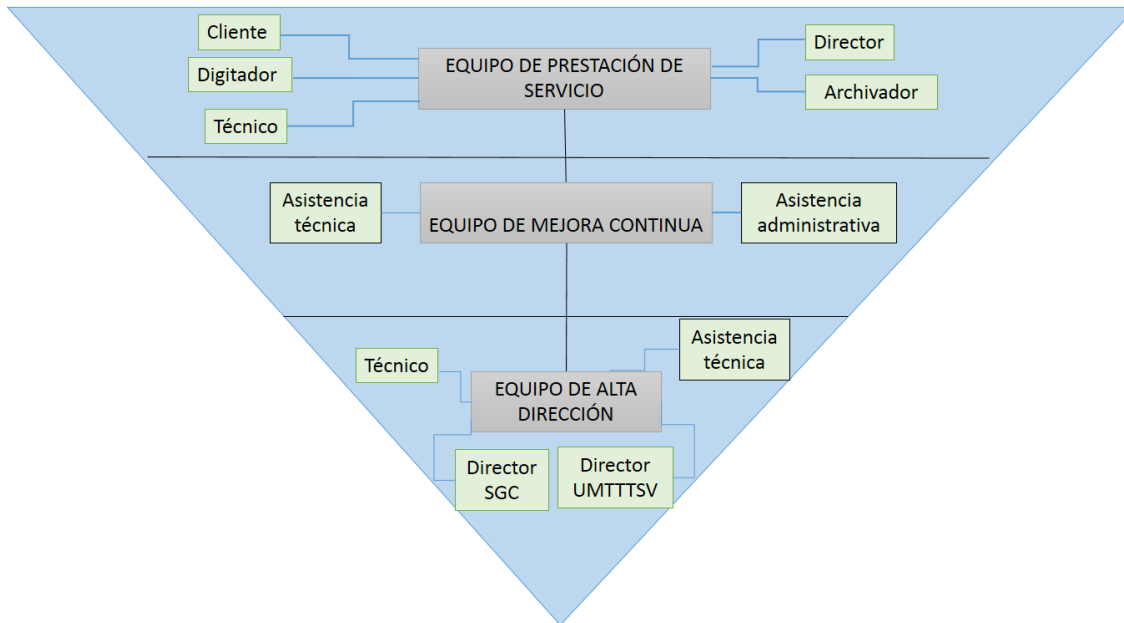 Cliente
Director
EQUIPO DE PRESTACIÓN DE
SERVICIO
Digitador
Archivador
Técnico
Asistencia
técnica
EQUIPO DE MEJORA CONTINUA
Asistencia
administrativa
Asistencia
técnica
Técnico
EQUIPO DE ALTA
DIRECCIÓN
Director
SGC
Director
UMTTTSV